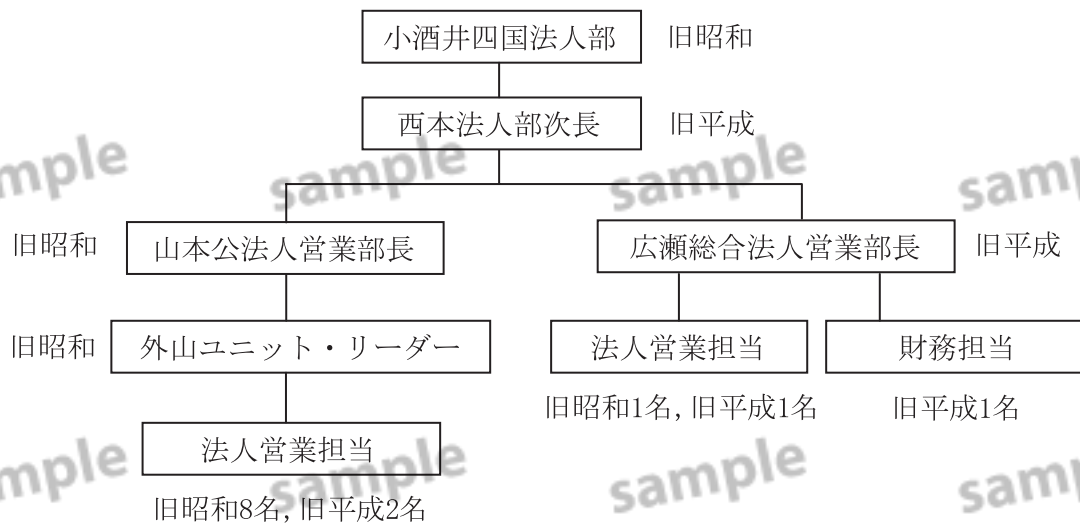 小酒井四国法人部 旧昭和
西本法人部次長 旧平成
旧昭和 山本公法人営業部長 広瀬総合法人営業部長 旧平成
旧昭和 外山ユニット・リーダー 法人営業担当 財務担当
旧昭和1名, 旧平成1名 旧平成1名
法人営業担当
旧昭和8名, 旧平成2名
sample sample sample sample
sample sample sample sample